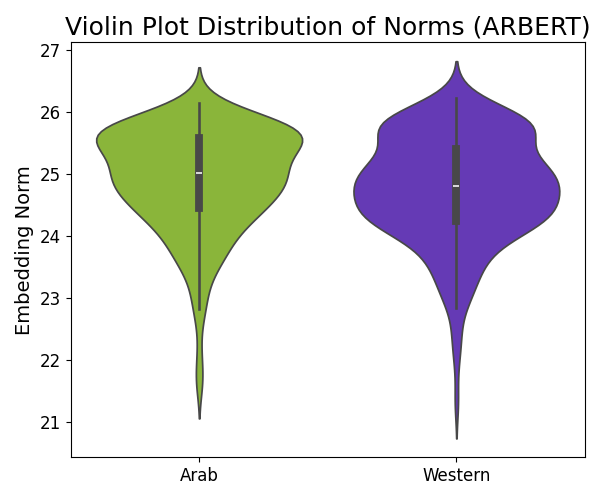 Violin Plot Distribution of Norms (ARBERT)
27
26
25
24
23
22
21
Embedding Norm
Arab Western